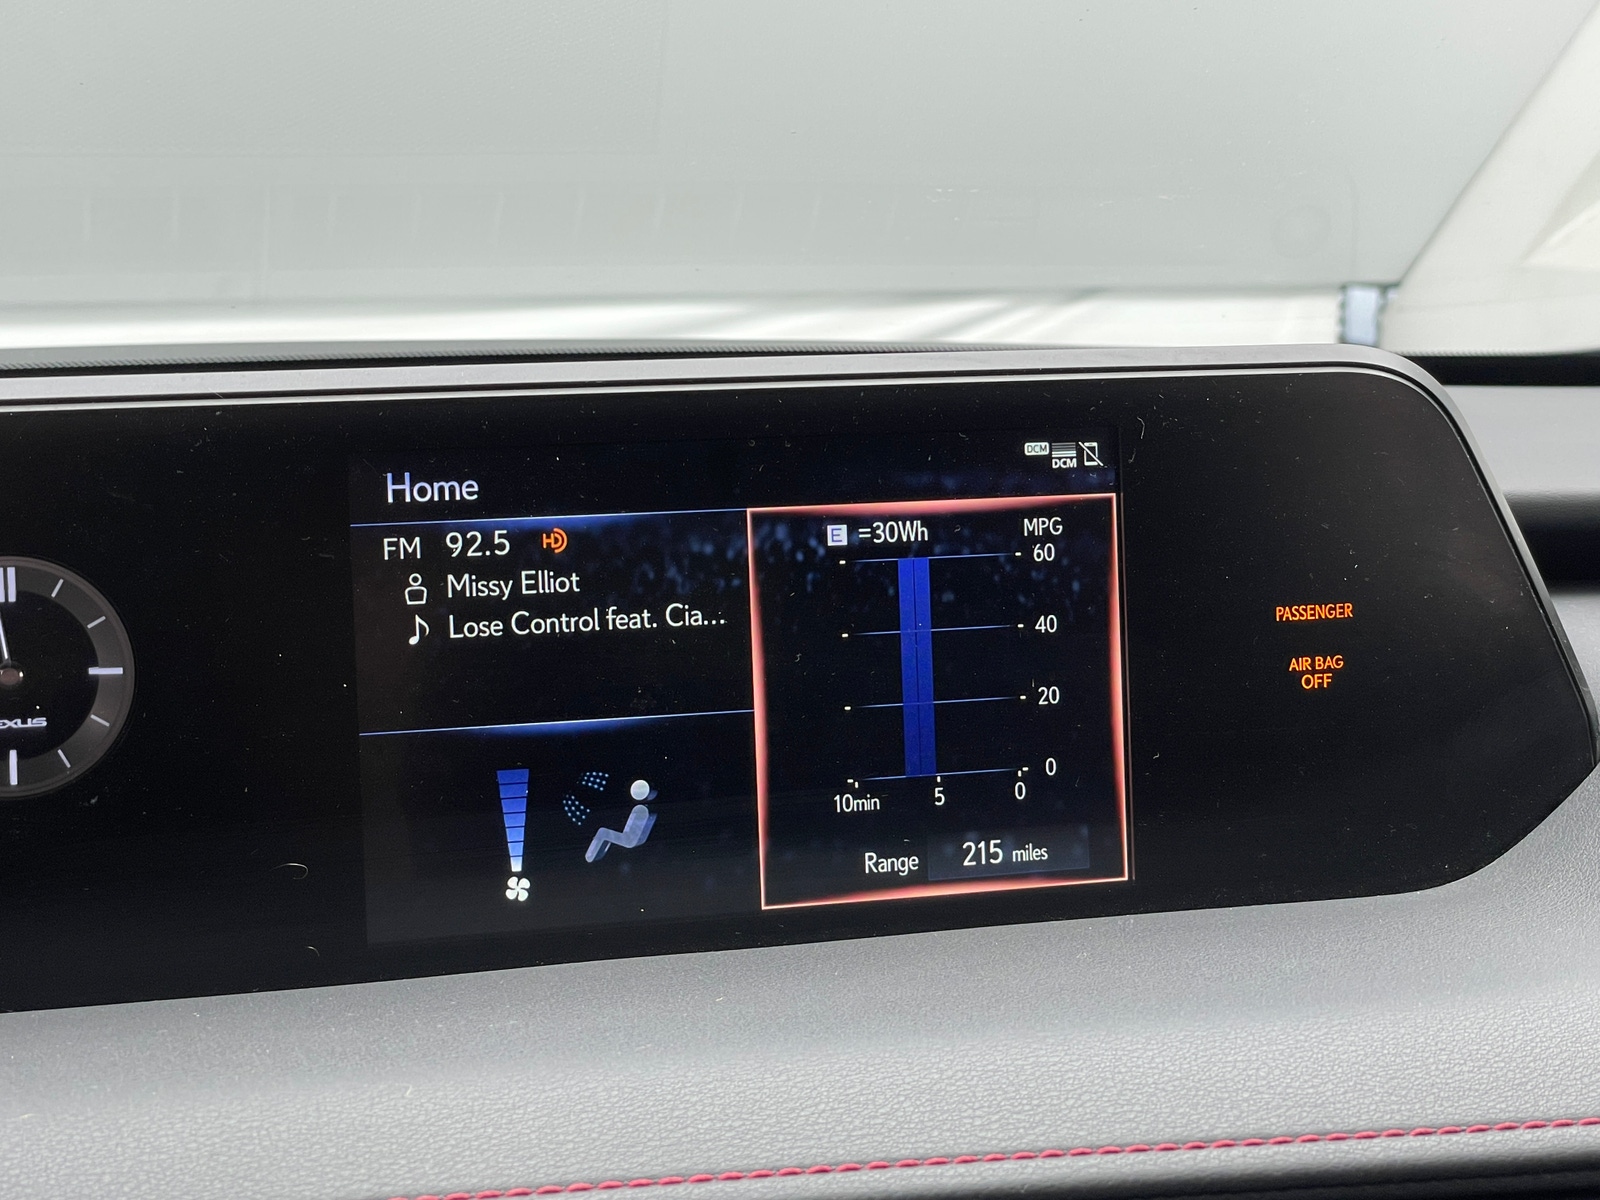 DCM
DCM
Home
FM 92.5 HD
Missy Elliot
Lose Control feat. Cia...
E =30Wh
MPG
60
40
20
0
10min 5 0
Range 215 miles
PASSENGER
AIR BAG
OFF